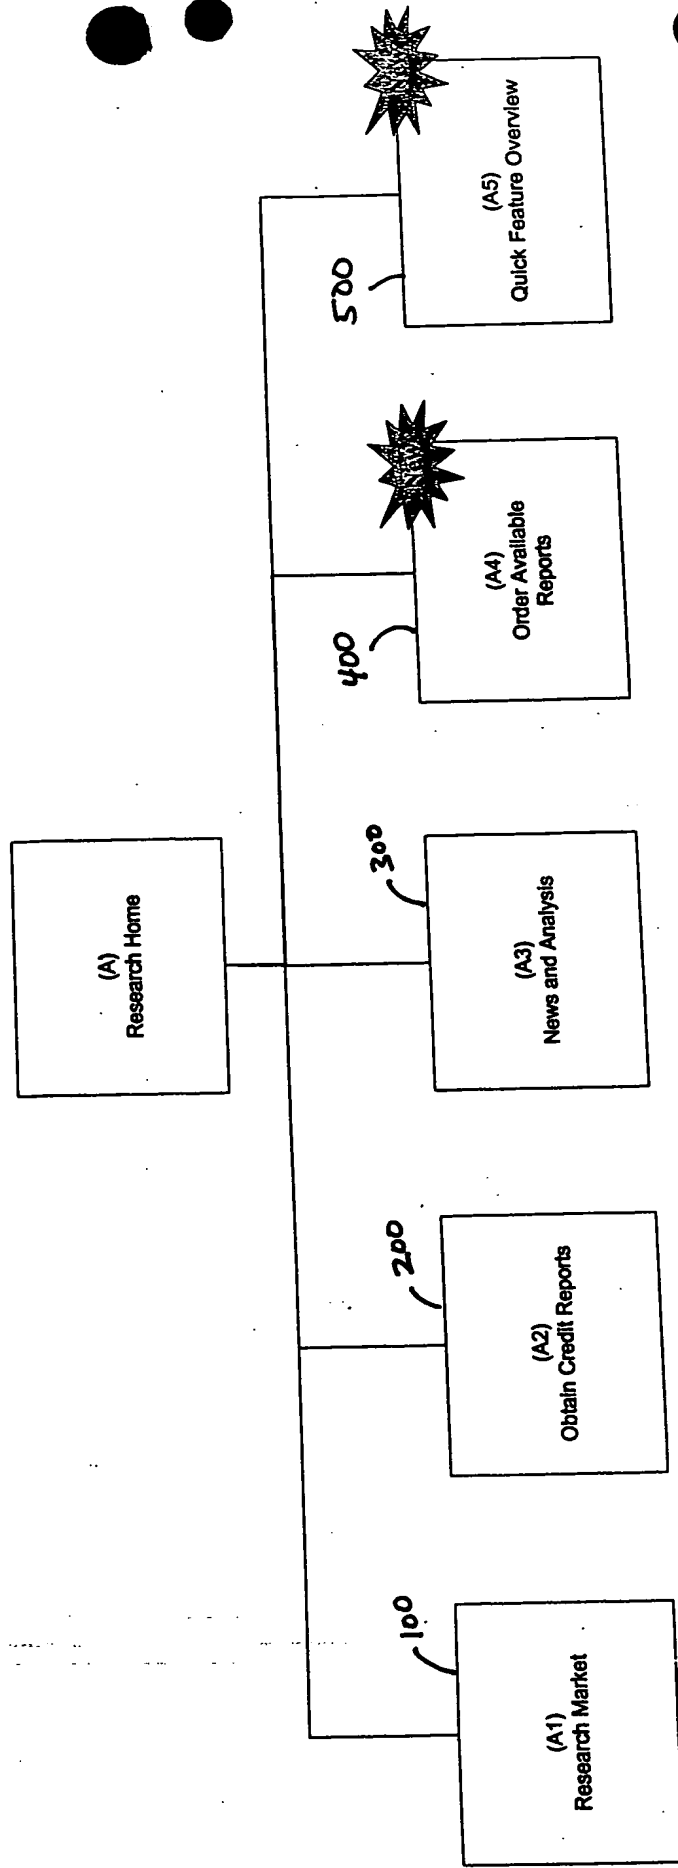 (A)
Research Home
100
(A1)
Research Market
200
(A2)
Obtain Credit Reports
300
(A3)
News and Analysis
400
New
(A4)
Order Available
Reports
500
(A5)
Quick Feature Overview